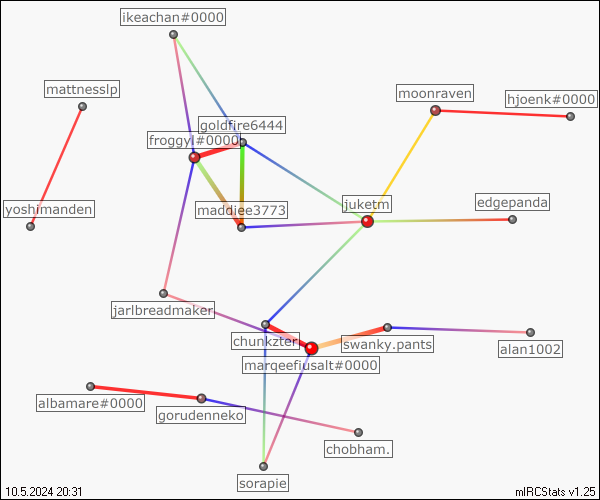 ikeachan#0000
mattnesslp
moonraven
hjoenk#0000
goldfire6444
froggyl#0000
yoshimanden
maddiee3773
juketm
edgepanda
jarlbreadmaker
chunkzter
swanky.pants
alan1002
marqeefiusalt#0000
albamare#0000
gorudenneko
chobham.
sorapie
10.5.2024 20:31
mIRCStats v1.25